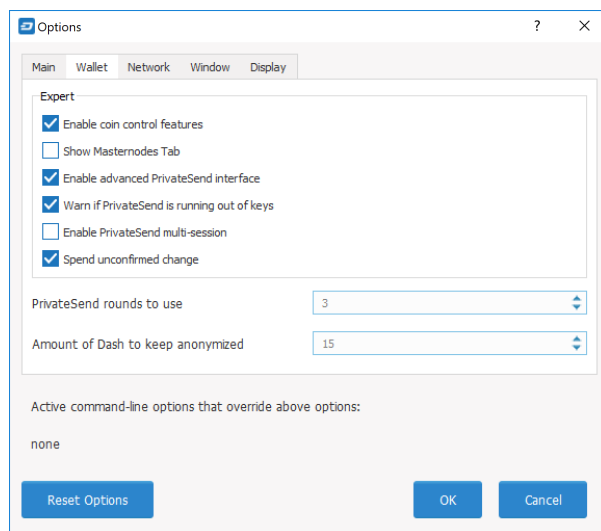 Options
?
Main Wallet Network Window Display
Expert
Enable coin control features
Show Masternodes Tab
Enable advanced PrivateSend interface
Warn if PrivateSend is running out of keys
Enable PrivateSend multi-session
Spend unconfirmed change
PrivateSend rounds to use 3
Amount of Dash to keep anonymized 15
Active command-line options that override above options:
none
Reset Options OK Cancel